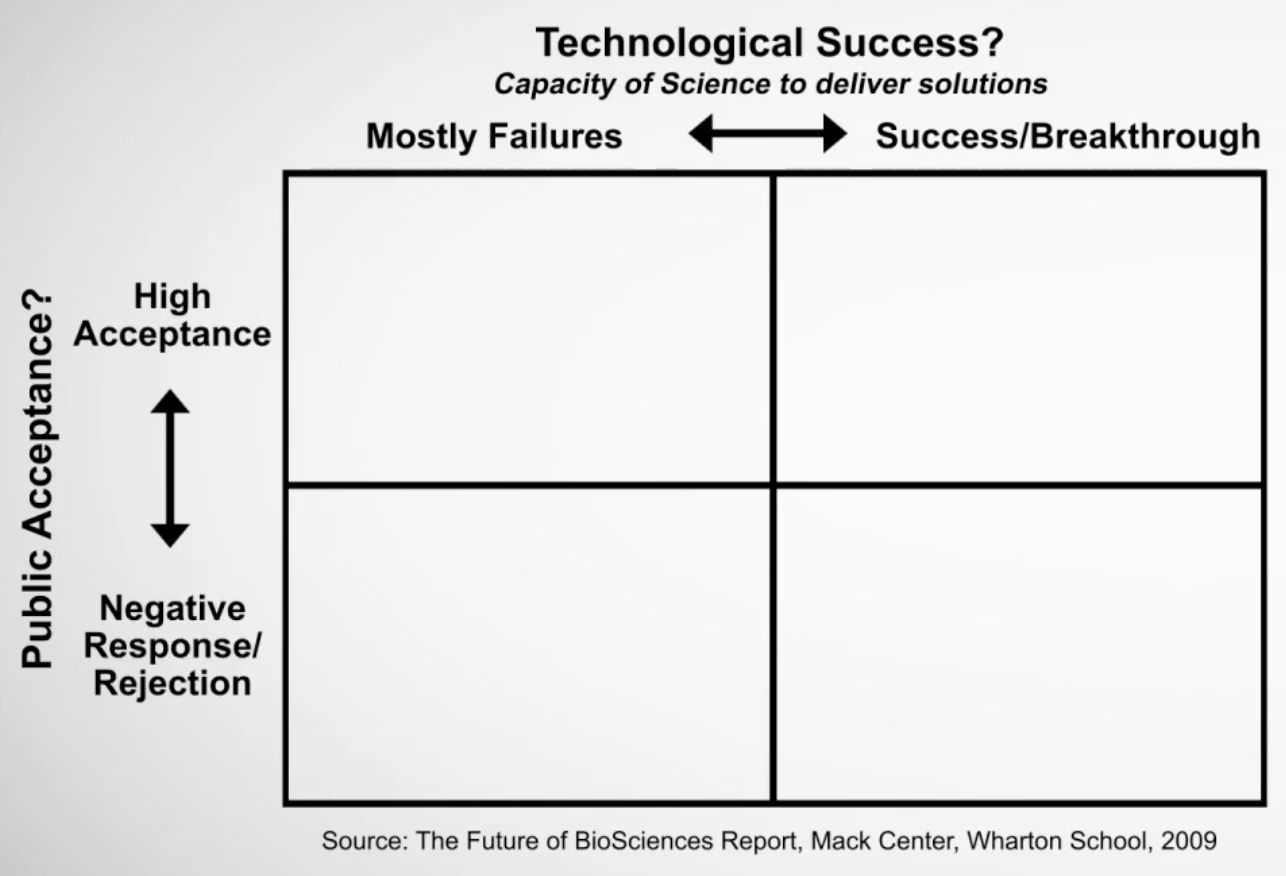 Technological Success?
Capacity of Science to deliver solutions
Mostly Failures
Success/Breakthrough
Public Acceptance?
High
Acceptance
Negative
Response/
Rejection
Source: The Future of BioSciences Report, Mack Center, Wharton School, 2009